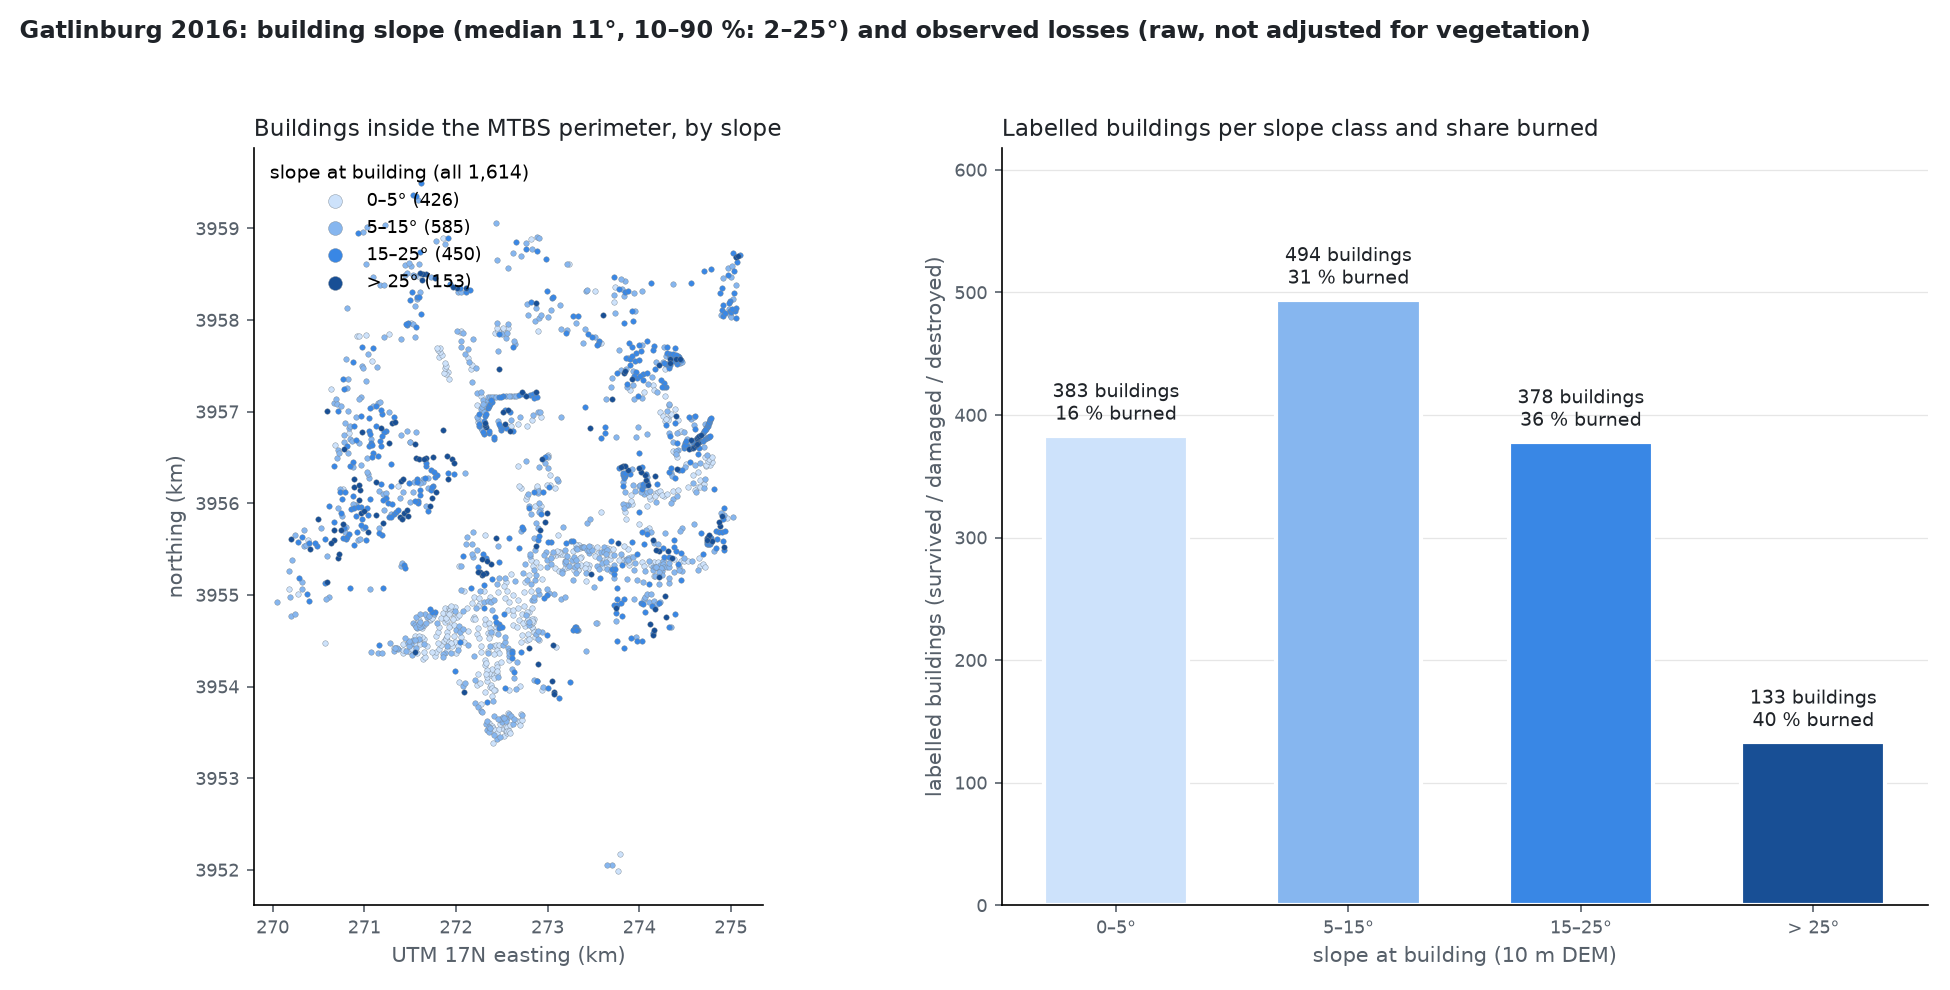 Gatlinburg 2016: building slope (median 11°, 10–90 %: 2–25°) and observed losses (raw, not adjusted for vegetation)
Buildings inside the MTBS perimeter, by slope
slope at building (all 1,614)
0–5° (426)
5–15° (585)
15–25° (450)
> 25° (153)
northing (km)
3959
3958
3957
3956
3955
3954
3953
3952
270 271 272 273 274 275
UTM 17N easting (km)
Labelled buildings per slope class and share burned
labelled buildings (survived / damaged / destroyed)
600
500
400
300
200
100
0
383 buildings
16 % burned
494 buildings
31 % burned
378 buildings
36 % burned
133 buildings
40 % burned
0–5° 5–15° 15–25° > 25°
slope at building (10 m DEM)